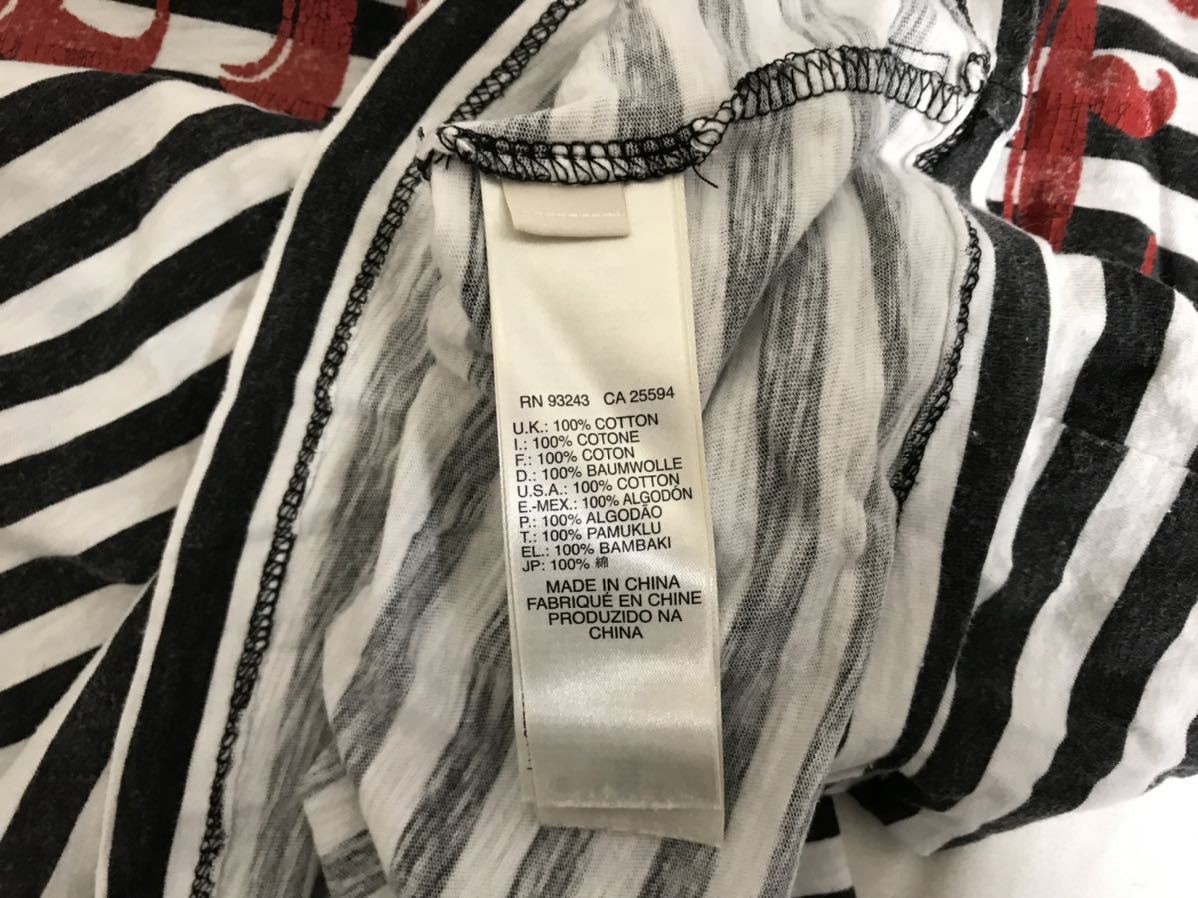 RN 93243 CA 25594
U.K.: 100% COTTON
I.: 100% COTONE
F.: 100% COTON
D.: 100% BAUMWOLLE
U.S.A.: 100% COTTON
E.-MEX.: 100% ALGODÓN
P.: 100% ALGODÃO
T.: 100% PAMUKLU
EL.: 100% BAMBAKI
JP: 100% 綿
MADE IN CHINA
FABRIQUÉ EN CHINE
PRODUZIDO NA
CHINA